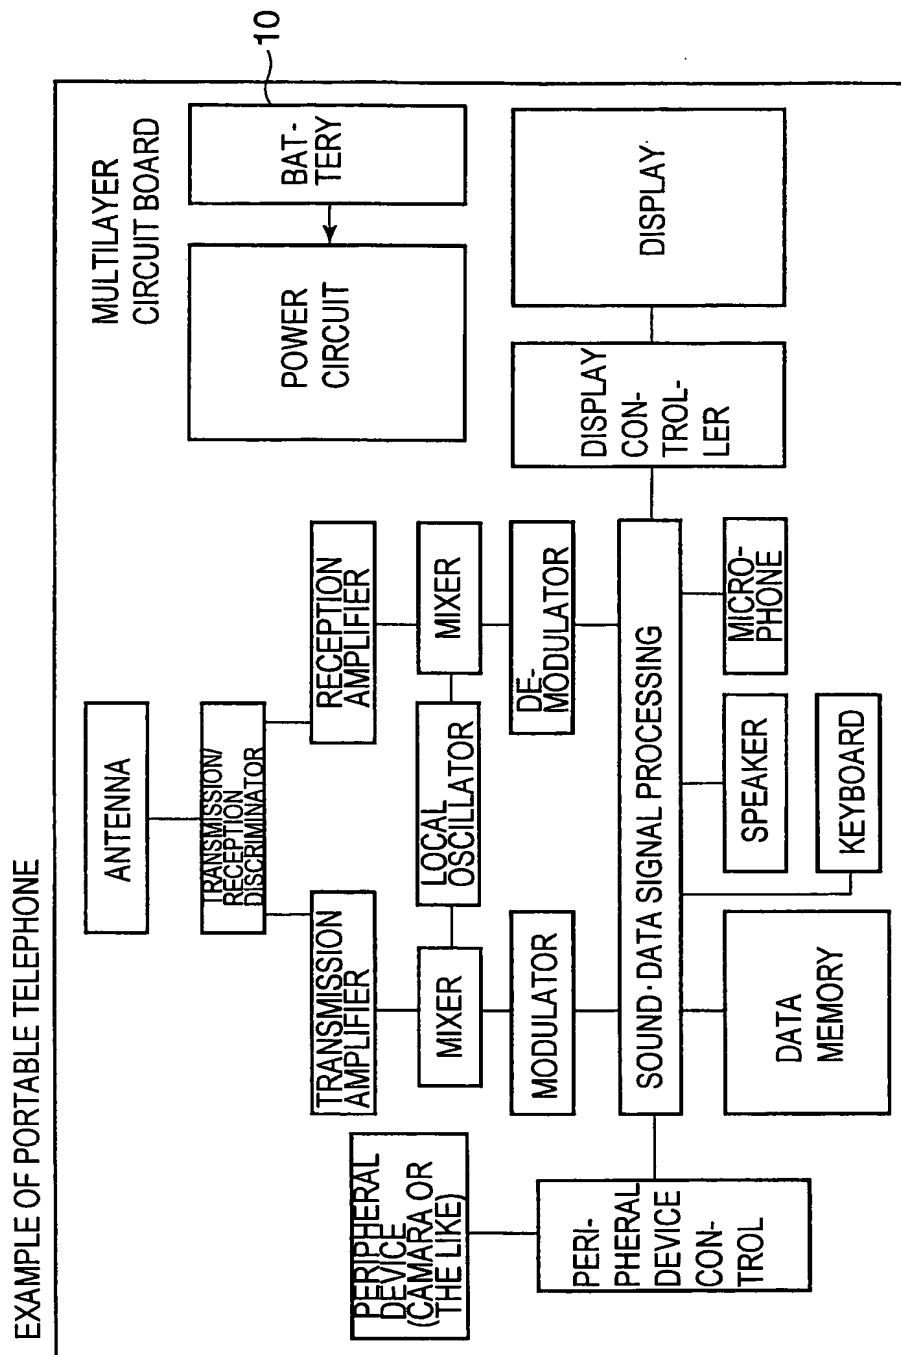 EXAMPLE OF PORTABLE TELEPHONE
MULTILAYER
CIRCUIT BOARD
10
ANTENNA
TRANSMISSION/
RECEPTION
DISCRIMINATOR
TRANSMISSION
AMPLIFIER
RECEPTION
AMPLIFIER
POWER
CIRCUIT
BAT-
TERY
PERIPHERAL
DEVICE
(CAMARA OR
THE LIKE)
MIXER
LOCAL
OSCILLATOR
MIXER
MODULATOR
DE-
MODULATOR
PERI-
PHERAL
DEVICE
CON-
TROL
SOUND·DATA SIGNAL PROCESSING
DISPLAY
CON-
TROL-
LER
DISPLAY
DATA
MEMORY
SPEAKER
MICRO-
PHONE
KEYBOARD